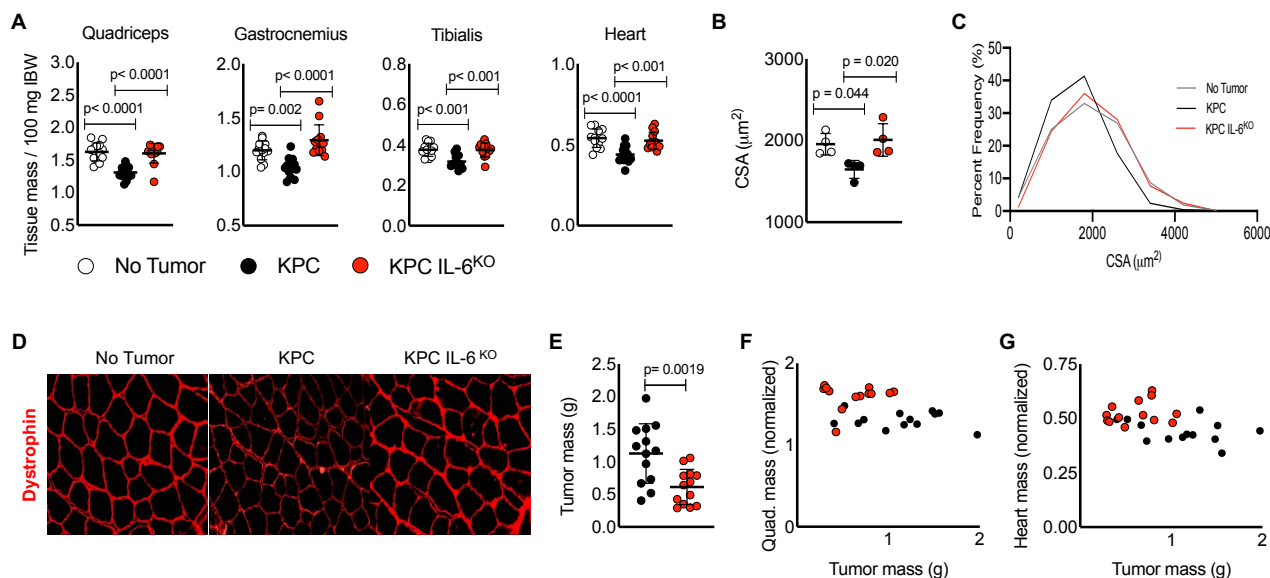 A
Quadriceps
Gastrocnemius
Tibialis
Heart
Tissue mass / 100 mg IBW
3.0
2.5
2.0
1.5
1.0
0.5
p< 0.0001
p< 0.0001
2.0
1.5
1.0
0.5
p< 0.0001
p= 0.002
0.8
0.6
0.4
0.2
0.0
p< 0.001
p< 0.001
1.0
0.5
0.0
p< 0.001
p< 0.0001
No Tumor
KPC
KPC IL-6KO
B
CSA (μm2)
3000
2000
1000
p = 0.020
p = 0.044
C
Percent Frequency (%)
50
40
30
20
10
0
0
2000
4000
6000
CSA (μm2)
No Tumor
KPC
KPC IL-6KO
D
No Tumor
KPC
KPC IL-6 KO
Dystrophin
E
Tumor mass (g)
2.5
2.0
1.5
1.0
0.5
0.0
p= 0.0019
F
Quad. mass (normalized)
2
1
0
1
2
Tumor mass (g)
G
Heart mass (normalized)
0.75
0.50
0.25
0.00
1
2
Tumor mass (g)